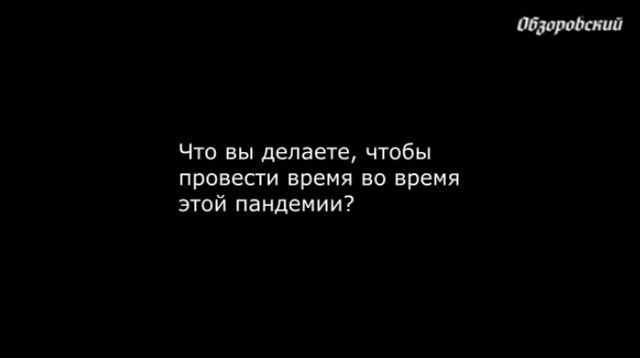 Обзоровский
Что вы делаете, чтобы
провести время во время
этой пандемии?